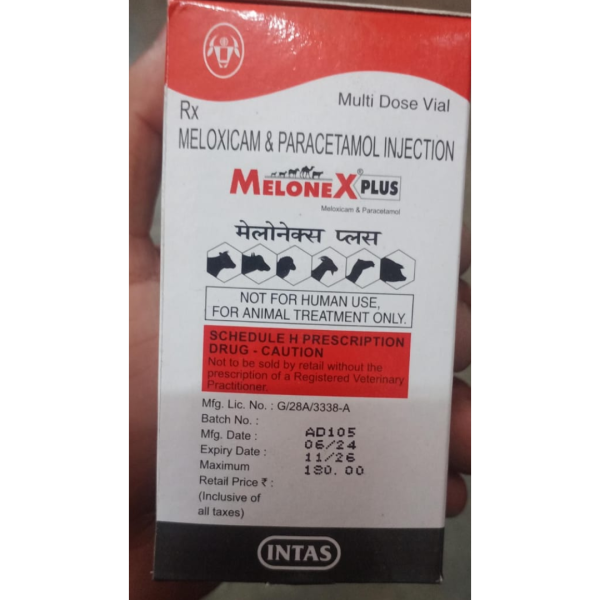 Multi Dose Vial
Rx
MELOXICAM & PARACETAMOL INJECTION
MELONEX PLUS
Meloxicam & Paracetamol
मेलोनेक्स प्लस
NOT FOR HUMAN USE,
FOR ANIMAL TREATMENT ONLY.
SCHEDULE H PRESCRIPTION
DRUG - CAUTION
Not to be sold by retail without the
prescription of a Registered Veterinary
Practitioner.
Mfg. Lic. No. : G/28A/3338-A
Batch No. : AD105
Mfg. Date : 06/24
Expiry Date : 11/26
Maximum 180.00
Retail Price ₹ :
(Inclusive of
all taxes)
INTAS